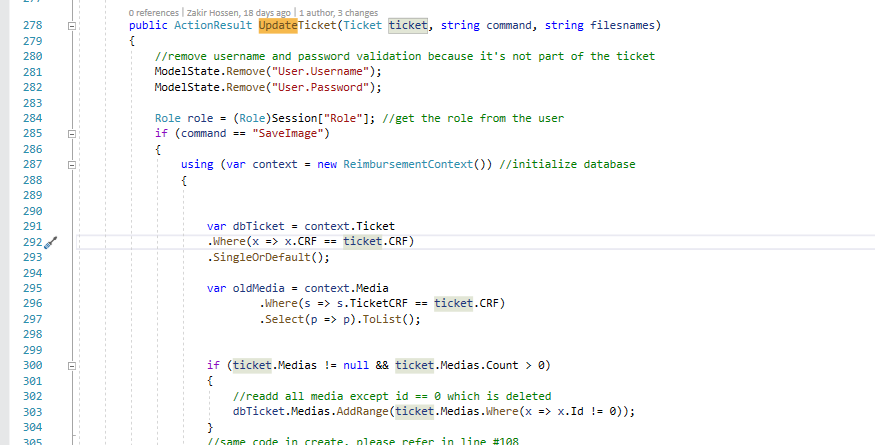 0 references | Zakir Hossen, 18 days ago | 1 author, 3 changes
278 public ActionResult UpdateTicket(Ticket ticket, string command, string filesnames)
279 {
280 //remove username and password validation because it's not part of the ticket
281 ModelState.Remove("User.Username");
282 ModelState.Remove("User.Password");
283
284 Role role = (Role)Session["Role"]; //get the role from the user
285 if (command == "SaveImage")
286 {
287 using (var context = new ReimbursementContext()) //initialize database
288 {
289
290
291 var dbTicket = context.Ticket
292 .Where(x => x.CRF == ticket.CRF)
293 .SingleOrDefault();
294
295 var oldMedia = context.Media
296 .Where(s => s.TicketCRF == ticket.CRF)
297 .Select(p => p).ToList();
298
299
300 if (ticket.Medias != null && ticket.Medias.Count > 0)
301 {
302 //readd all media except id == 0 which is deleted
303 dbTicket.Medias.AddRange(ticket.Medias.Where(x => x.Id != 0));
304 }
305 //same code in create, please refer in line #108